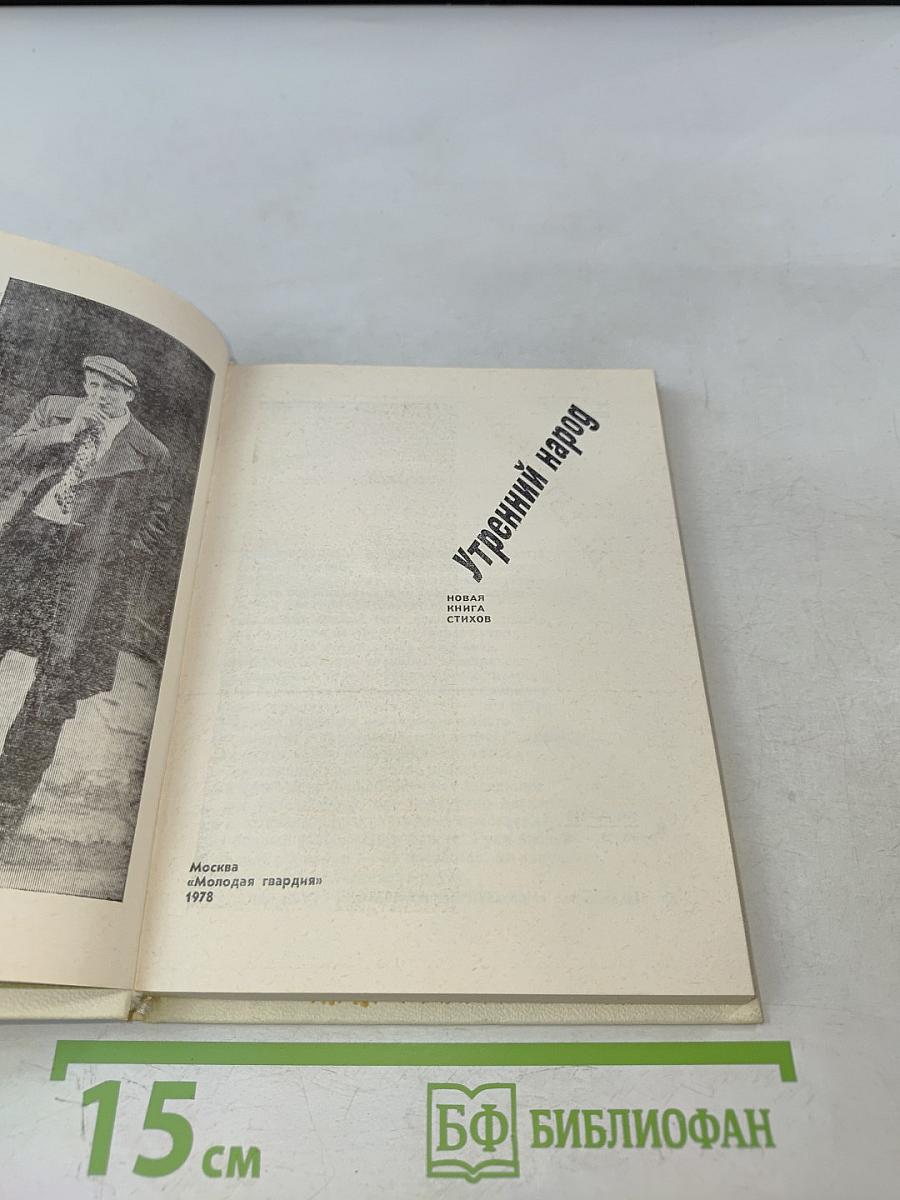 Утренний народ
НОВАЯ
КНИГА
СТИХОВ
Москва
«Молодая гвардия»
1978
15 см
БФ БИБЛИОФАН